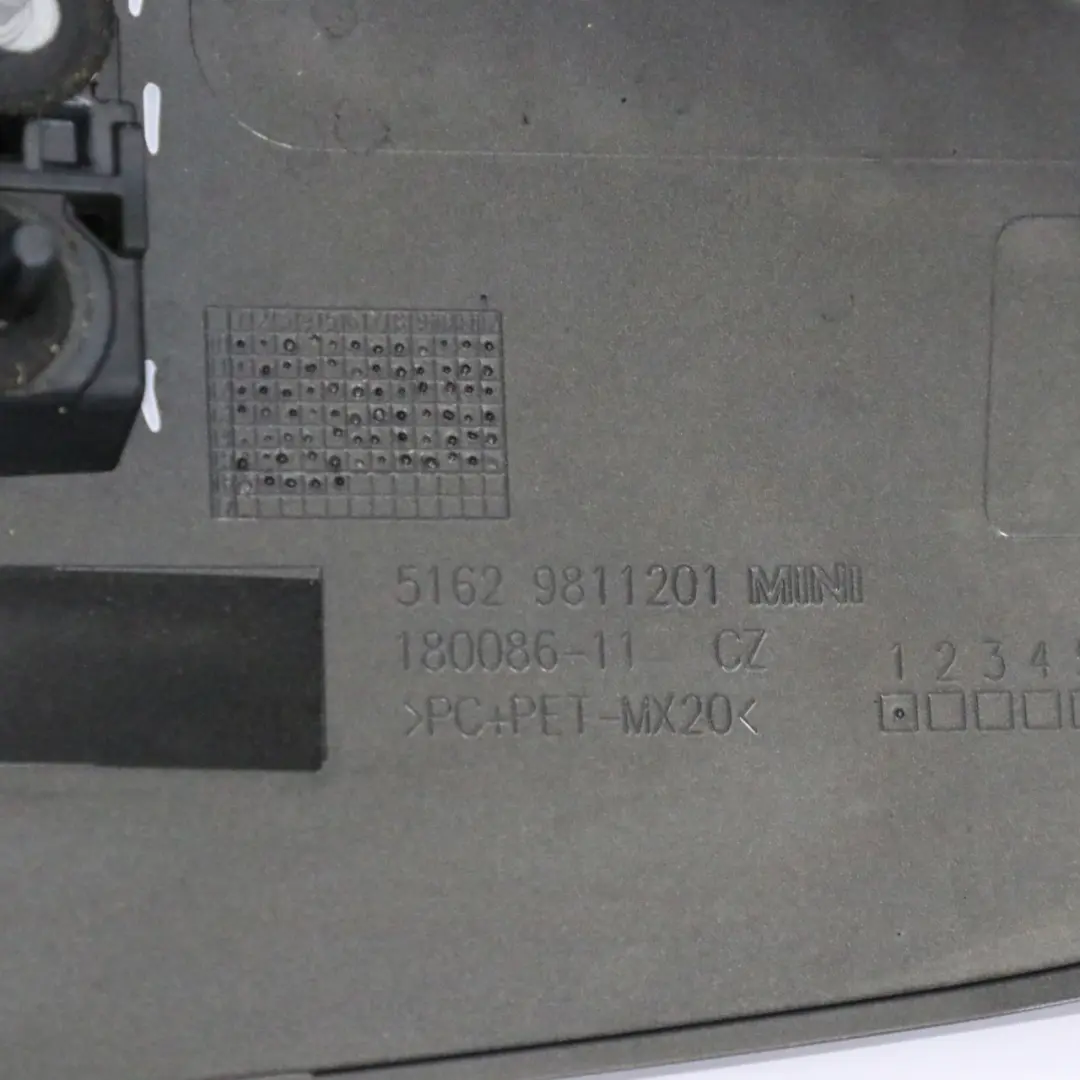 5162 9811201 MINI
180086-11 CZ
>PC+PET-MX20<
1 2 3 4